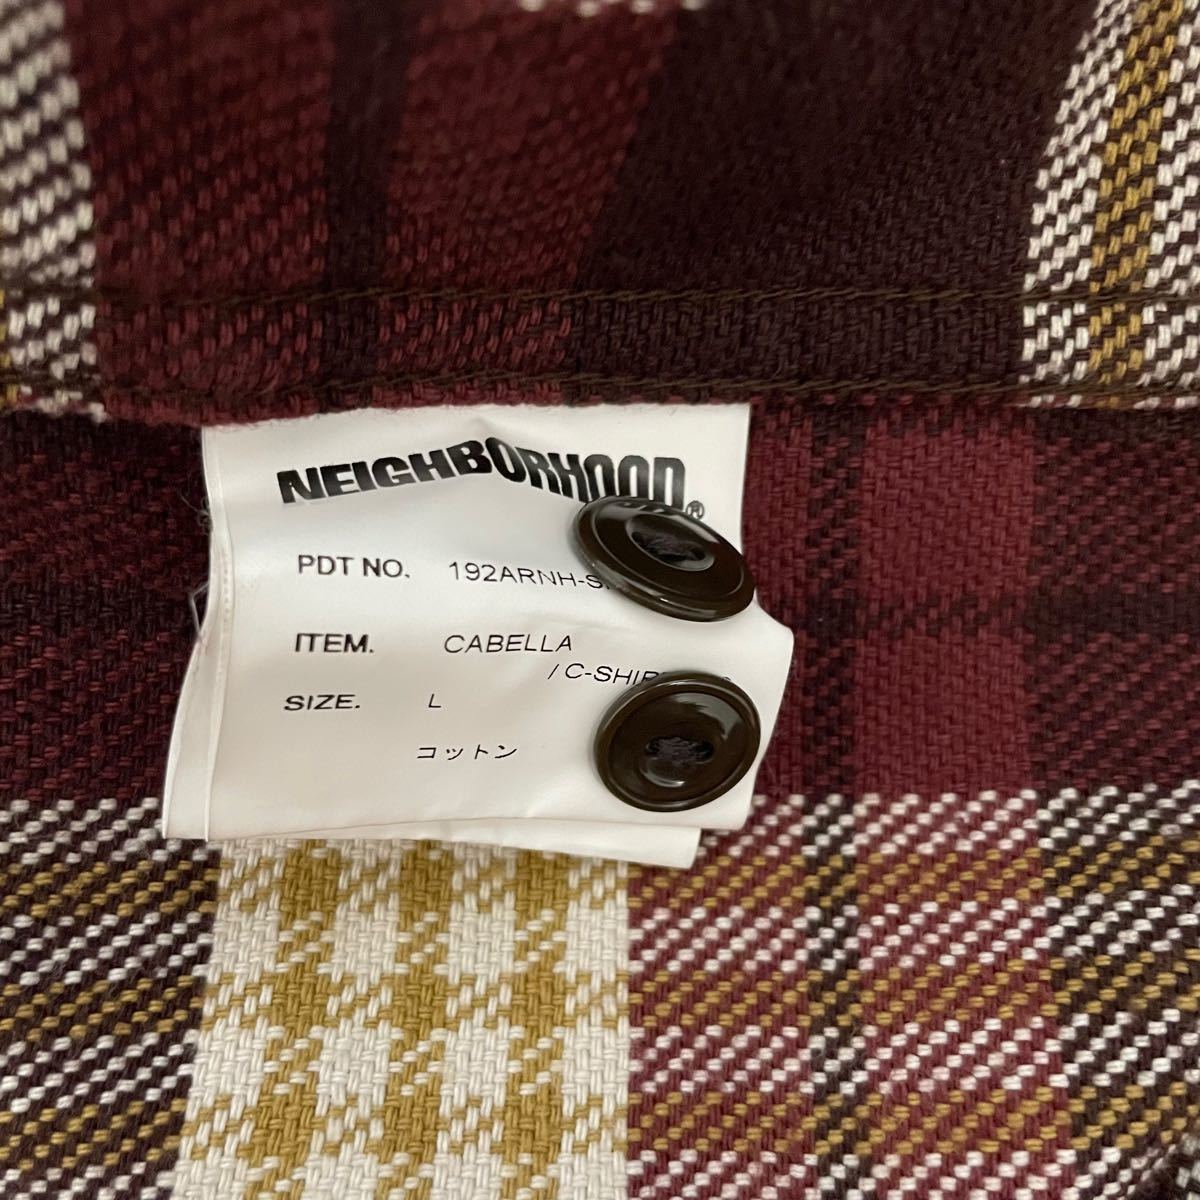 NEIGHBORHOOD®
PDT NO. 192ARNH-S
ITEM. CABELLA
/ C-SHIR
SIZE. L
コットン